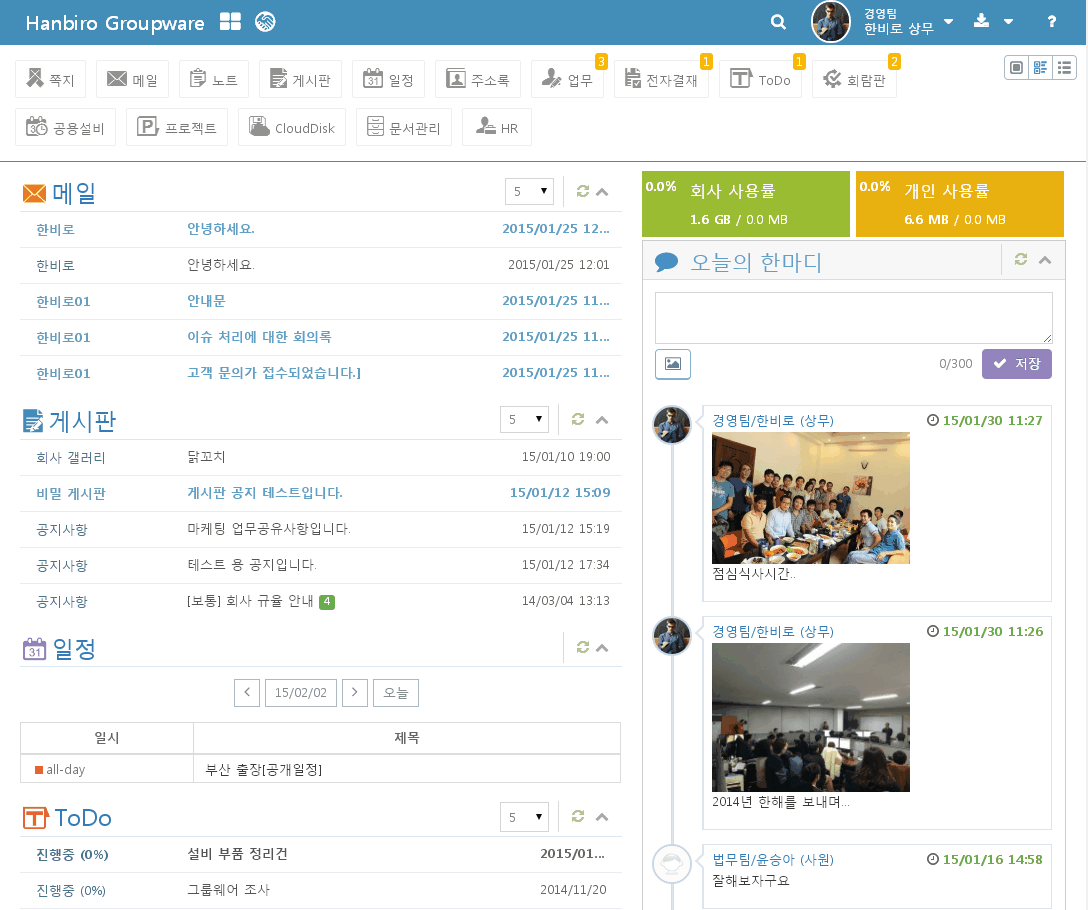 Hanbiro Groupware
경영팀
한비로 상무
?
쪽지 메일 노트 게시판 31 일정 주소록 업무 3 전자결재 1 ToDo 1 회람판 2
공용설비 프로젝트 CloudDisk 문서관리 HR
메일 5
한비로 안녕하세요. 2015/01/25 12...
한비로 안녕하세요. 2015/01/25 12:01
한비로01 안내문 2015/01/25 11...
한비로01 이슈 처리에 대한 회의록 2015/01/25 11...
한비로01 고객 문의가 접수되었습니다.] 2015/01/25 11...
게시판 5
회사 갤러리 닭꼬치 15/01/10 19:00
비밀 게시판 게시판 공지 테스트입니다. 15/01/12 15:09
공지사항 마케팅 업무공유사항입니다. 15/01/12 15:19
공지사항 테스트 용 공지입니다. 15/01/12 17:34
공지사항 [보통] 회사 규율 안내 4 14/03/04 13:13
31 일정
15/02/02 오늘
일시 제목
all-day 부산 출장[공개일정]
ToDo 5
진행중 (0%) 설비 부품 정리건 2015/01...
진행중 (0%) 그룹웨어 조사 2014/11/20
0.0% 회사 사용률
1.6 GB / 0.0 MB
0.0% 개인 사용률
6.6 MB / 0.0 MB
오늘의 한마디
0/300 저장
경영팀/한비로 (상무) 15/01/30 11:27
점심식사시간..
경영팀/한비로 (상무) 15/01/30 11:26
2014년 한해를 보내며...
법무팀/윤승아 (사원) 15/01/16 14:58
잘해보자구요